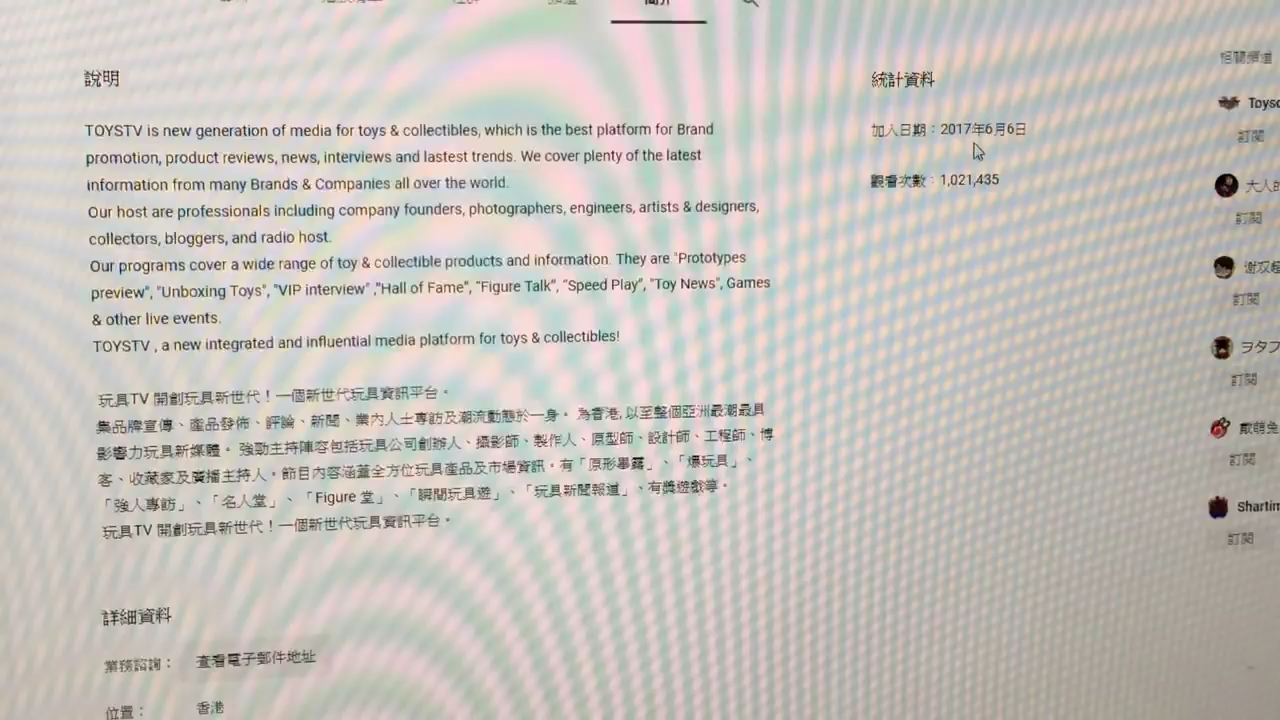 簡介
說明
TOYSTV is new generation of media for toys & collectibles, which is the best platform for Brand
promotion, product reviews, news, interviews and lastest trends. We cover plenty of the latest
information from many Brands & Companies all over the world.
Our host are professionals including company founders, photographers, engineers, artists & designers,
collectors, bloggers, and radio host.
Our programs cover a wide range of toy & collectible products and information. They are "Prototypes
preview", "Unboxing Toys", "VIP interview" ,"Hall of Fame", "Figure Talk", "Speed Play", "Toy News", Games
& other live events.
TOYSTV , a new integrated and influential media platform for toys & collectibles!
玩具TV 開創玩具新世代！一個新世代玩具資訊平台。
集品牌宣傳、產品發佈、評論、新聞、業內人士專訪及潮流動態於一身。 為香港, 以至整個亞洲最潮最具
影響力玩具新媒體。 強勁主持陣容包括玩具公司創辦人、攝影師、製作人、原型師、設計師、工程師、博
客、收藏家及廣播主持人。節目內容涵蓋全方位玩具產品及市場資訊。有「原形畢露」、「爆玩具」、
「強人專訪」、「名人堂」、「Figure 堂」、「瞬間玩具遊」、「玩具新聞報道」、有獎遊戲等。
玩具TV 開創玩具新世代！一個新世代玩具資訊平台。
詳細資料
業務諮詢： 查看電子郵件地址
位置： 香港
統計資料
加入日期：2017年6月6日
觀看次數：1,021,435
相關頻道
訂閱
大人的
訂閱
訂閱
ヲタフ
訂閱
戴萌兔
訂閱
Shartim
訂閱